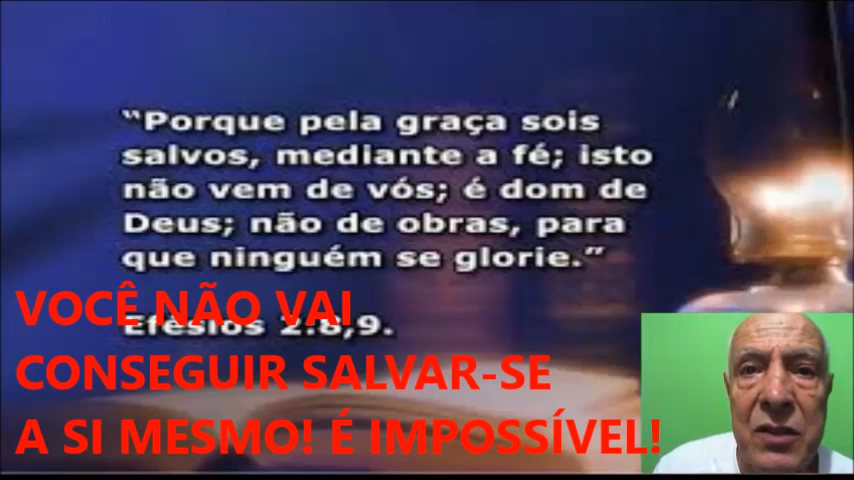 “Porque pela graça sois
salvos, mediante a fé; isto
não vem de vós; é dom de
Deus; não de obras, para
que ninguém se glorie.”
Efésios 2:8,9.
VOCÊ NÃO VAI
CONSEGUIR SALVAR-SE
A SI MESMO! É IMPOSSÍVEL!